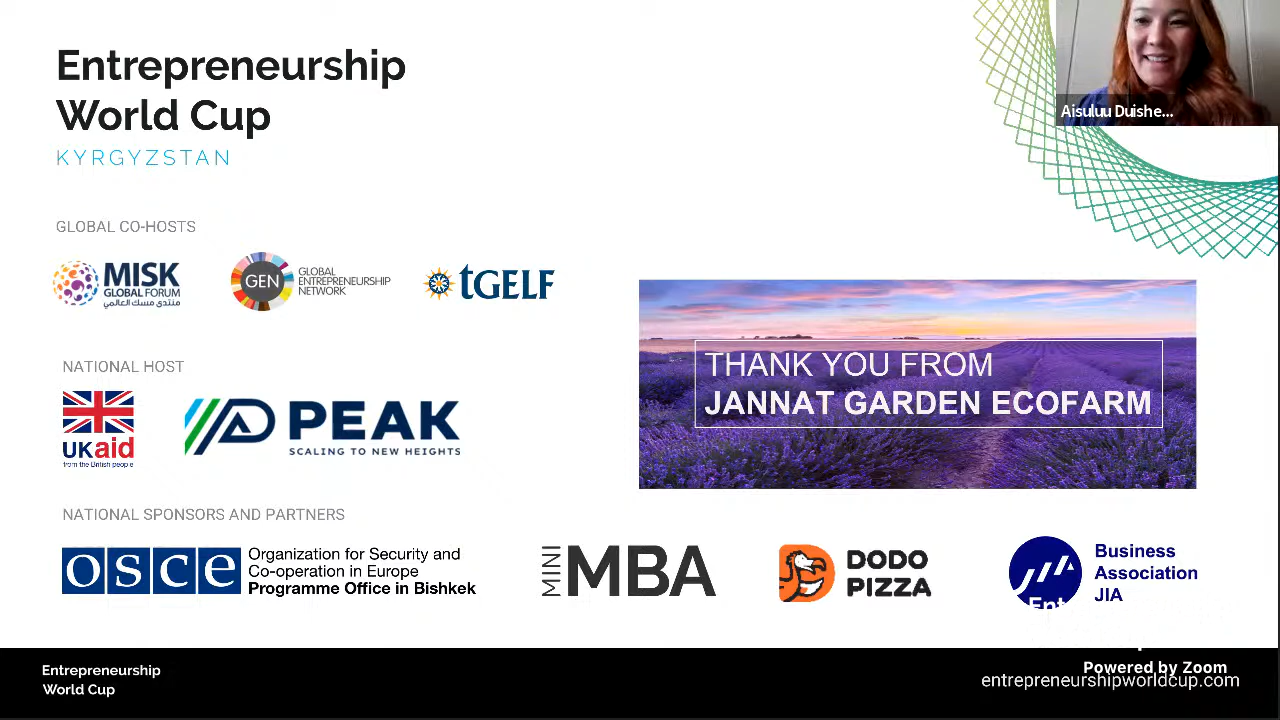 Entrepreneurship
World Cup
KYRGYZSTAN
Aisuluu Duishe...
GLOBAL CO-HOSTS
MISK
GLOBAL FORUM
منتدى مسك العالمي
GEN
GLOBAL
ENTREPRENEURSHIP
NETWORK
tGELF
THANK YOU FROM
JANNAT GARDEN ECOFARM
NATIONAL HOST
UKaid
from the British people
PEAK
SCALING TO NEW HEIGHTS
NATIONAL SPONSORS AND PARTNERS
osce
Organization for Security and
Co-operation in Europe
Programme Office in Bishkek
MINI
MBA
DODO
PIZZA
Business
Association
JIA
Entrepreneurship
World Cup
Powered by Zoom
entrepreneurshipworldcup.com